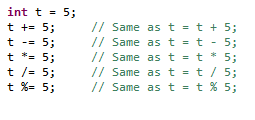 int t = 5;
t += 5;     // Same as t = t + 5;
t -= 5;     // Same as t = t - 5;
t *= 5;     // Same as t = t * 5;
t /= 5;     // Same as t = t / 5;
t %= 5;     // Same as t = t % 5;